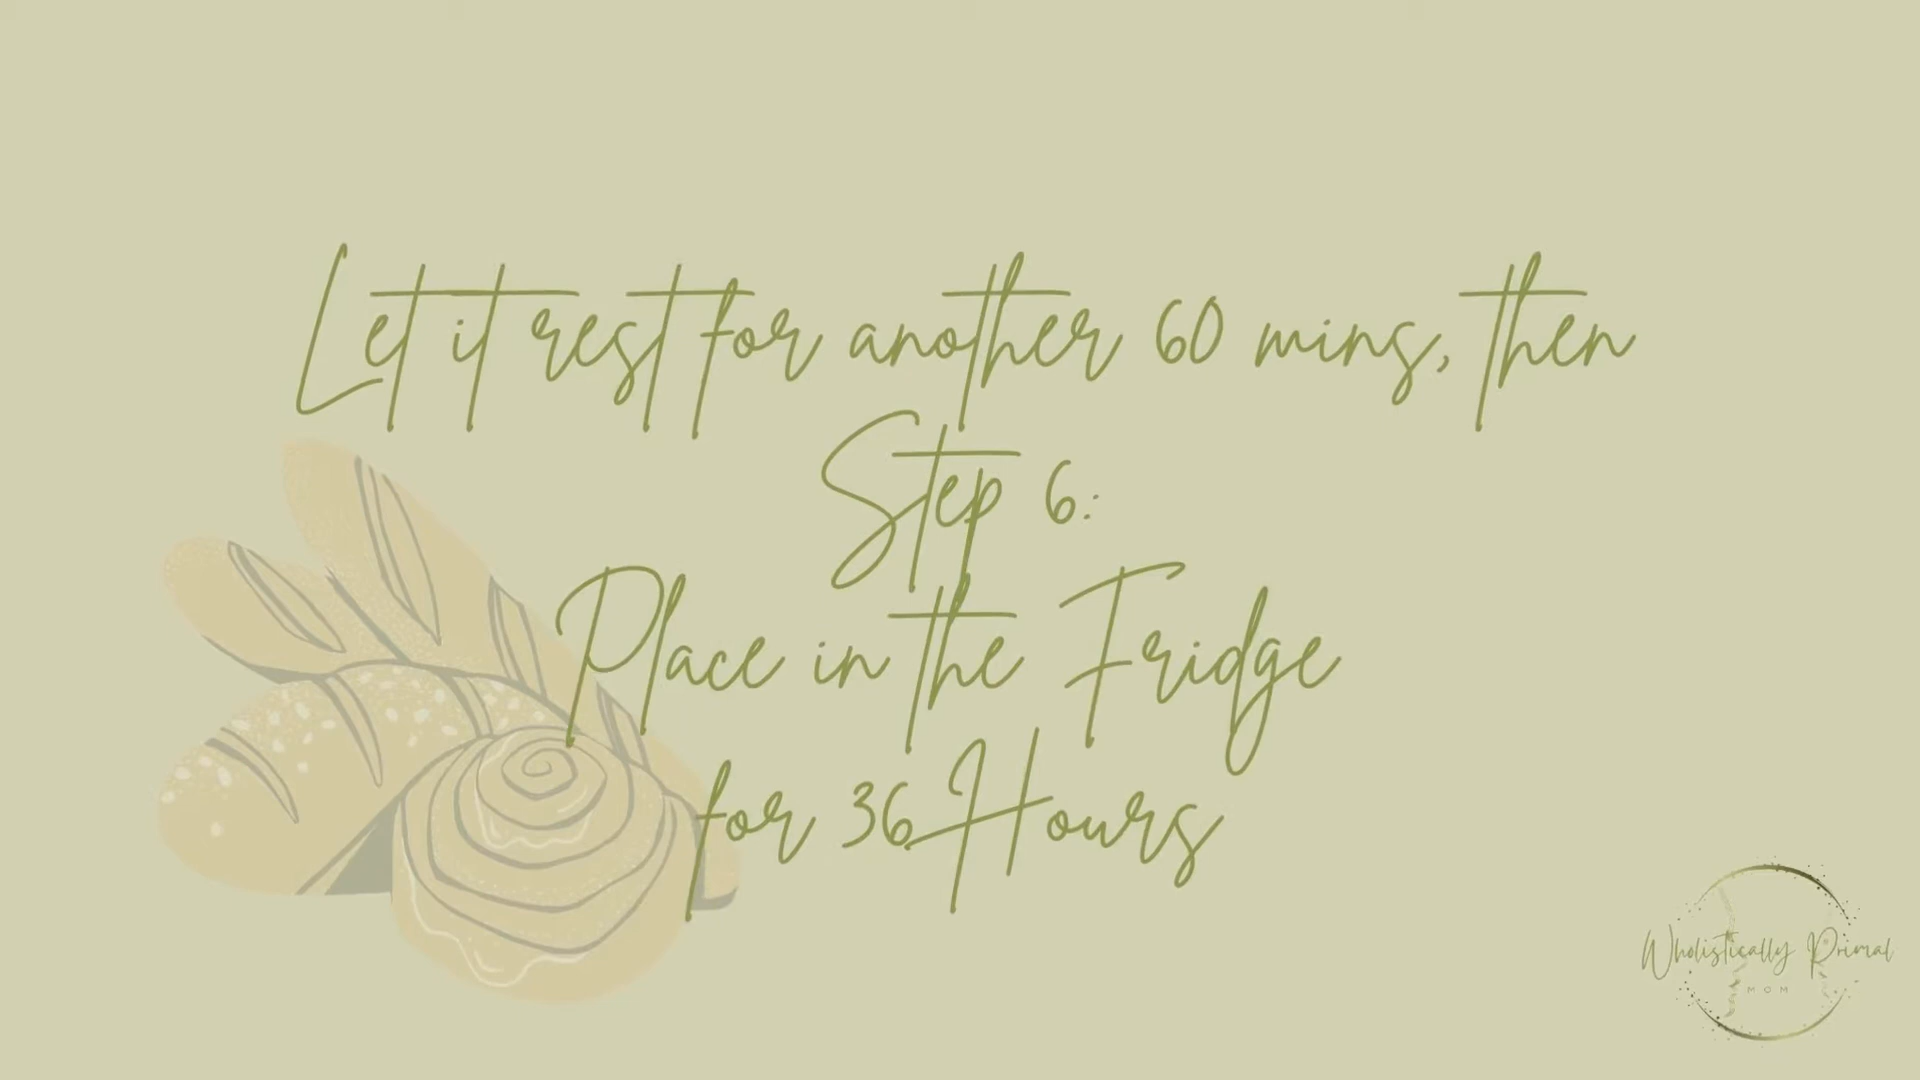 Let it rest for another 60 mins, then
Step 6:
Place in the Fridge
for 36 Hours
Wholistically Primal
MOM